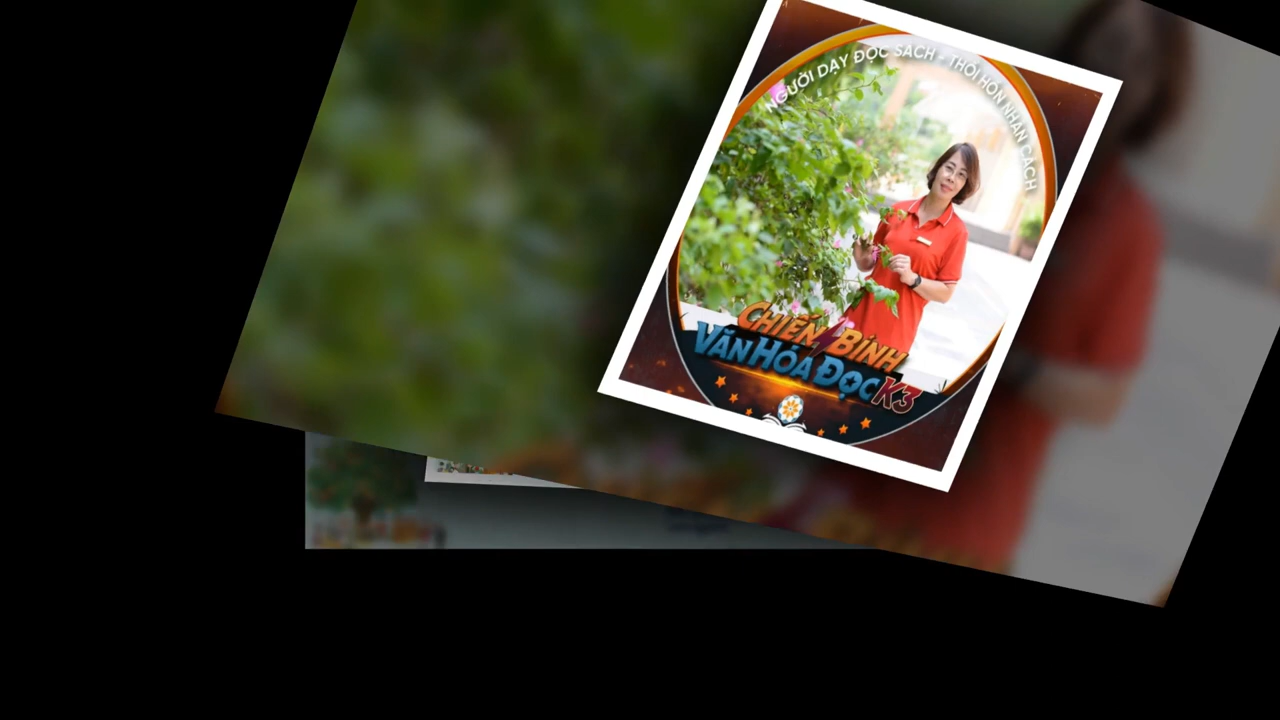 NGƯỜI DẠY ĐỌC SÁCH - THỔI HỒN NHÂN CÁCH
CHIẾN BINH
VĂN HÓA ĐỌC K3